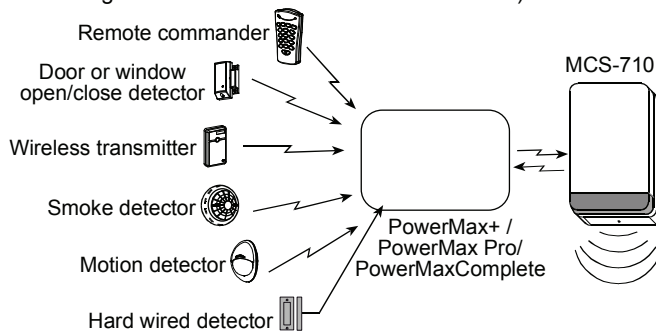 Remote commander
Door or window
open/close detector
MCS-710
Wireless transmitter
Smoke detector
PowerMax+ /
PowerMax Pro/
PowerMaxComplete
Motion detector
Hard wired detector